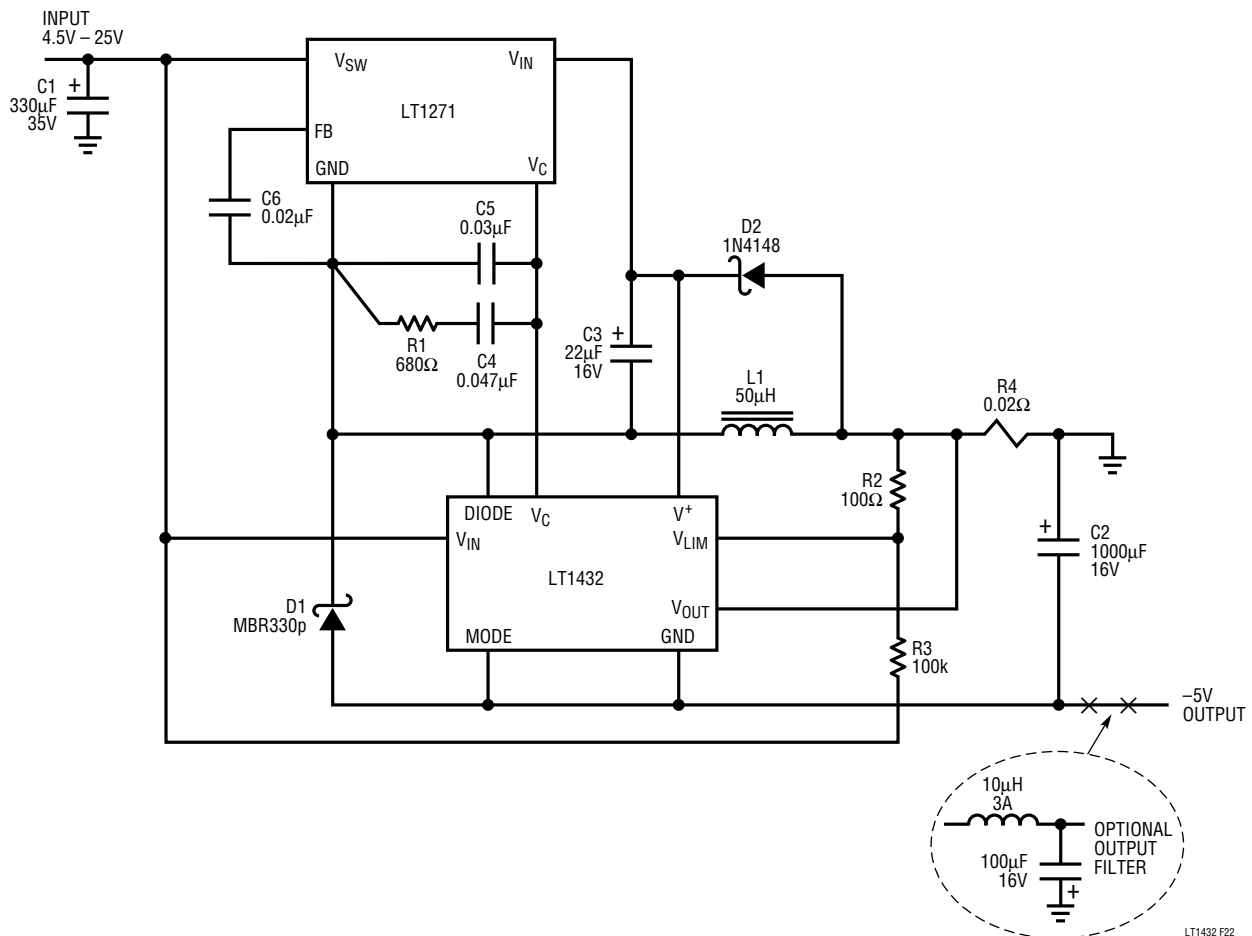 INPUT
4.5V – 25V
C1
330µF
35V
+
VSW
VIN
LT1271
FB
GND
VC
C6
0.02µF
C5
0.03µF
R1
680Ω
C4
0.047µF
D2
1N4148
C3
22µF
16V
+
L1
50µH
R4
0.02Ω
R2
100Ω
DIODE
VC
V+
VIN
VLIM
LT1432
VOUT
MODE
GND
D1
MBR330p
+
C2
1000µF
16V
R3
100k
–5V
OUTPUT
10µH
3A
OPTIONAL
OUTPUT
FILTER
100µF
16V
+
LT1432 F22